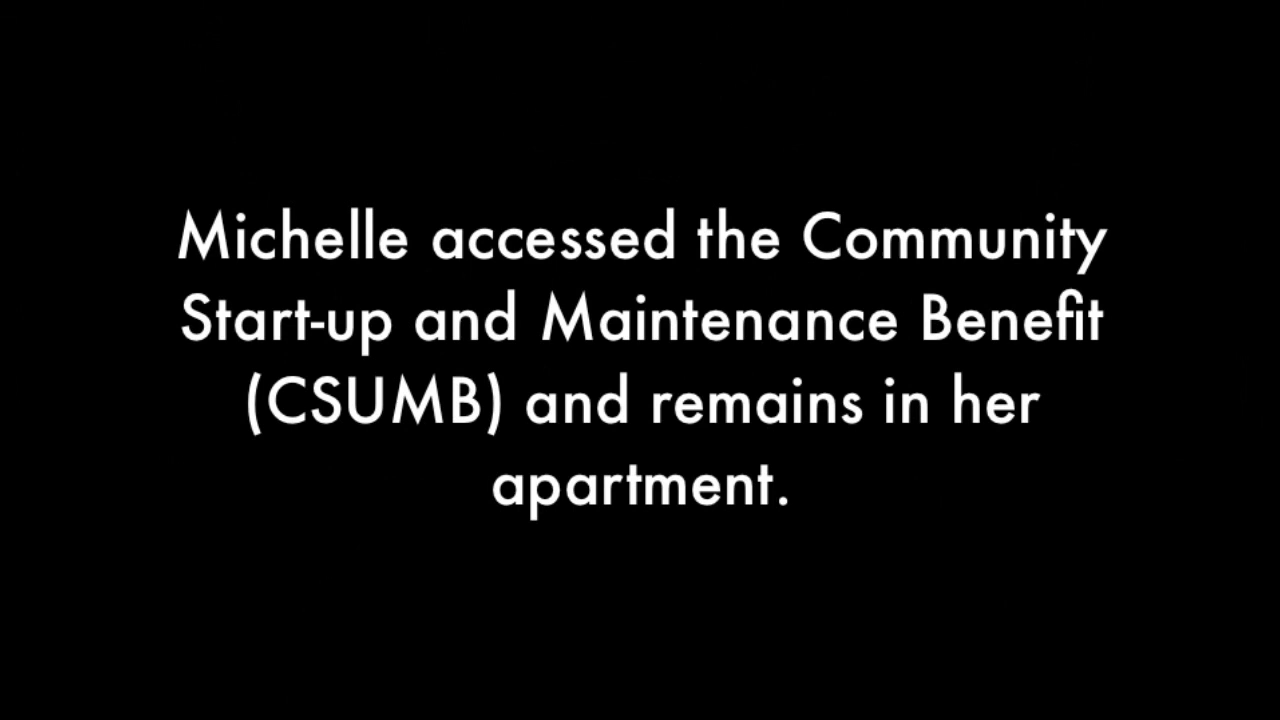 Michelle accessed the Community
Start-up and Maintenance Benefit
(CSUMB) and remains in her
apartment.